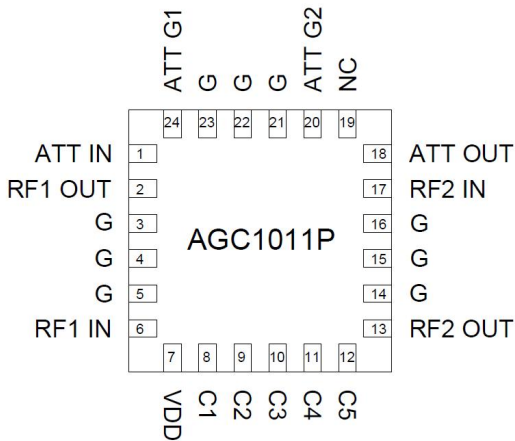 ATT G1 G G G ATT G2 NC
24 23 22 21 20 19
ATT IN 1 18 ATT OUT
RF1 OUT 2 17 RF2 IN
G 3 16 G
AGC1011P
G 4 15 G
G 5 14 G
RF1 IN 6 13 RF2 OUT
7 8 9 10 11 12
VDD C1 C2 C3 C4 C5